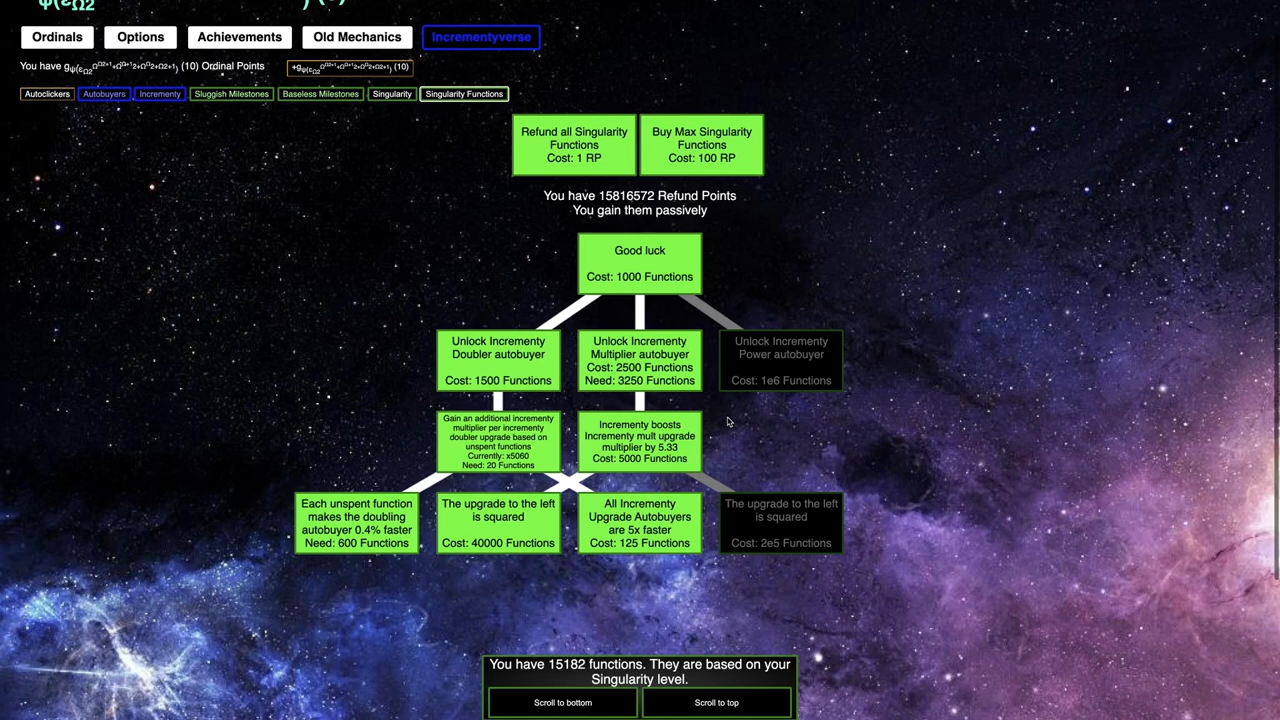 ψ(ε
Ω2
Ordinals
Options
Achievements
Old Mechanics
Incrementyverse
You have g (10) Ordinal Points
(10)
Autoclickers
Autobuyers
Incrementy
Sluggish Milestones
Baseless Milestones
Singularity
Singularity Functions
Refund all Singularity
Functions
Cost: 1 RP
Buy Max Singularity
Functions
Cost: 100 RP
You have 15816572 Refund Points
You gain them passively
Good luck
Cost: 1000 Functions
Unlock Incrementy
Doubler autobuyer
Cost: 1500 Functions
Unlock Incrementy
Multiplier autobuyer
Cost: 2500 Functions
Need: 3250 Functions
Unlock Incrementy
Power autobuyer
Cost: 1e6 Functions
Gain an additional incrementy
multiplier per incrementy
doubler upgrade based on
unspent functions
Currently: x5060
Need: 20 Functions
Incrementy boosts
Incrementy mult upgrade
multiplier by 5.33
Cost: 5000 Functions
Each unspent function
makes the doubling
autobuyer 0.4% faster
Need: 600 Functions
The upgrade to the left
is squared
Cost: 40000 Functions
All Incrementy
Upgrade Autobuyers
are 5x faster
Cost: 125 Functions
The upgrade to the left
is squared
Cost: 2e5 Functions
You have 15182 functions. They are based on your
Singularity level.
Scroll to bottom
Scroll to top